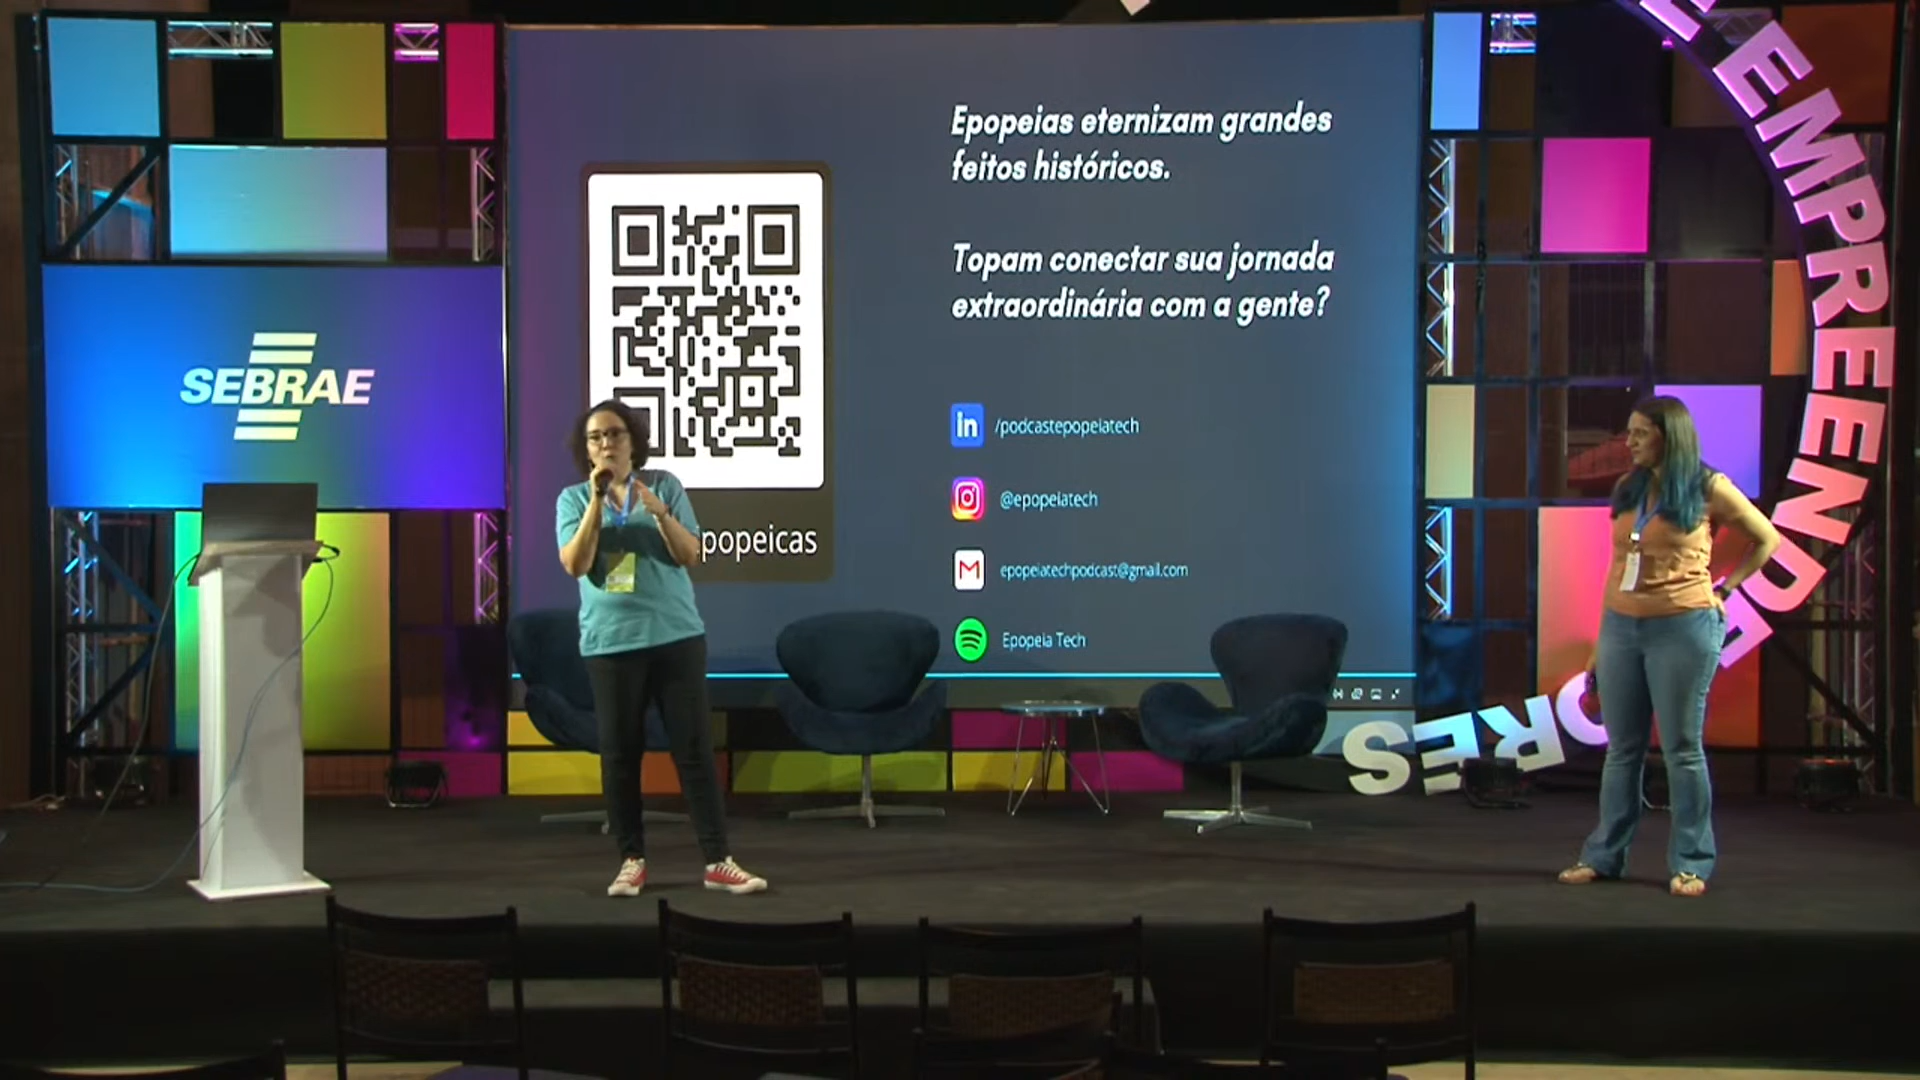 Epopeias eternizam grandes
feitos históricos.
Topam conectar sua jornada
extraordinária com a gente?
/podcastepopeiatech
@epopeiatech
epopeiatechpodcast@gmail.com
Epopeia Tech
popeicas
SEBRAE
EMPREENDE
ORES